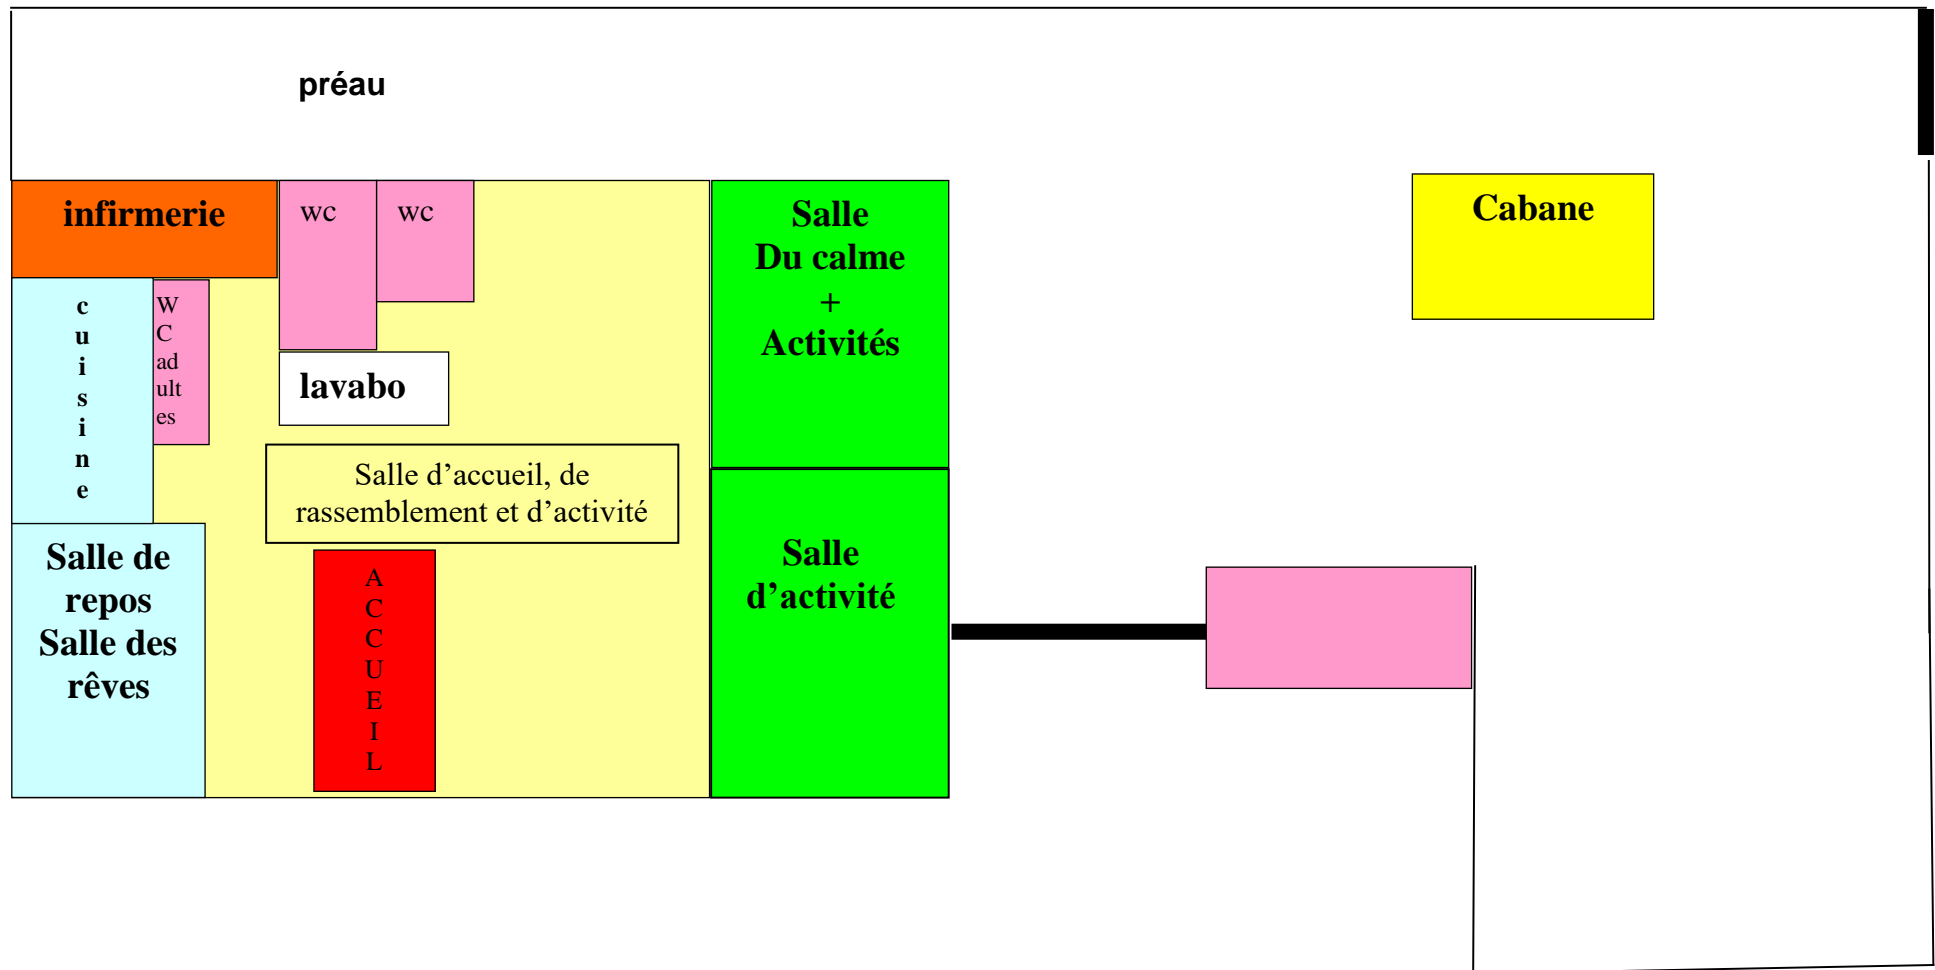 préau
infirmerie
wc
wc
Salle
Du calme
+
Activités
Cabane
c
u
i
s
i
n
e
W
C
ad
ult
es
lavabo
Salle d’accueil, de
rassemblement et d’activité
Salle de
repos
Salle des
rêves
A
C
C
U
E
I
L
Salle
d’activité